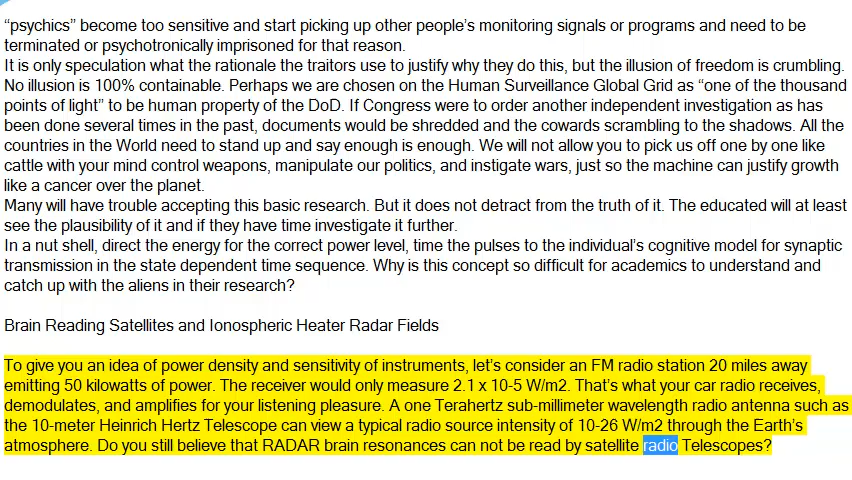 “psychics” become too sensitive and start picking up other people’s monitoring signals or programs and need to be
terminated or psychotronically imprisoned for that reason.
It is only speculation what the rationale the traitors use to justify why they do this, but the illusion of freedom is crumbling.
No illusion is 100% containable. Perhaps we are chosen on the Human Surveillance Global Grid as “one of the thousand
points of light” to be human property of the DoD. If Congress were to order another independent investigation as has
been done several times in the past, documents would be shredded and the cowards scrambling to the shadows. All the
countries in the World need to stand up and say enough is enough. We will not allow you to pick us off one by one like
cattle with your mind control weapons, manipulate our politics, and instigate wars, just so the machine can justify growth
like a cancer over the planet.
Many will have trouble accepting this basic research. But it does not detract from the truth of it. The educated will at least
see the plausibility of it and if they have time investigate it further.
In a nut shell, direct the energy for the correct power level, time the pulses to the individual’s cognitive model for synaptic
transmission in the state dependent time sequence. Why is this concept so difficult for academics to understand and
catch up with the aliens in their research?
Brain Reading Satellites and Ionospheric Heater Radar Fields
To give you an idea of power density and sensitivity of instruments, let’s consider an FM radio station 20 miles away
emitting 50 kilowatts of power. The receiver would only measure 2.1 x 10-5 W/m2. That’s what your car radio receives,
demodulates, and amplifies for your listening pleasure. A one Terahertz sub-millimeter wavelength radio antenna such as
the 10-meter Heinrich Hertz Telescope can view a typical radio source intensity of 10-26 W/m2 through the Earth’s
atmosphere. Do you still believe that RADAR brain resonances can not be read by satellite radio Telescopes?